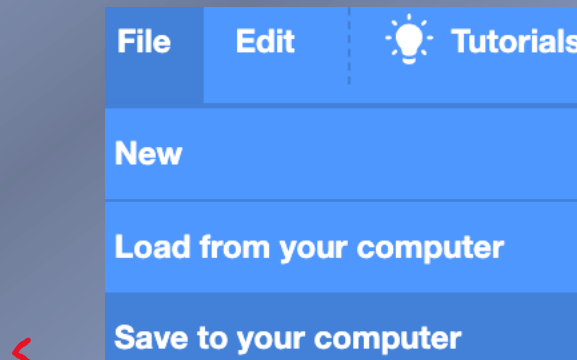 File Edit Tutorials
New
Load from your computer
Save to your computer